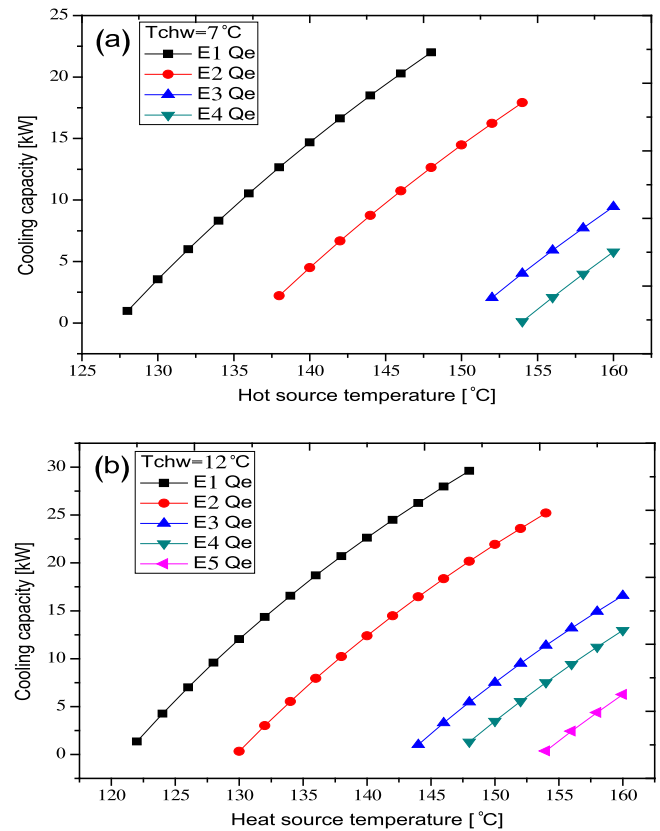 (a)
Tchw=7°C
E1 Qe
E2 Qe
E3 Qe
E4 Qe
Cooling capacity [kW]
25
20
15
10
5
0
125 130 135 140 145 150 155 160
Hot source temperature [°C]
(b)
Tchw=12°C
E1 Qe
E2 Qe
E3 Qe
E4 Qe
E5 Qe
Cooling capacity [kW]
30
25
20
15
10
5
0
120 125 130 135 140 145 150 155 160
Heat source temperature [°C]